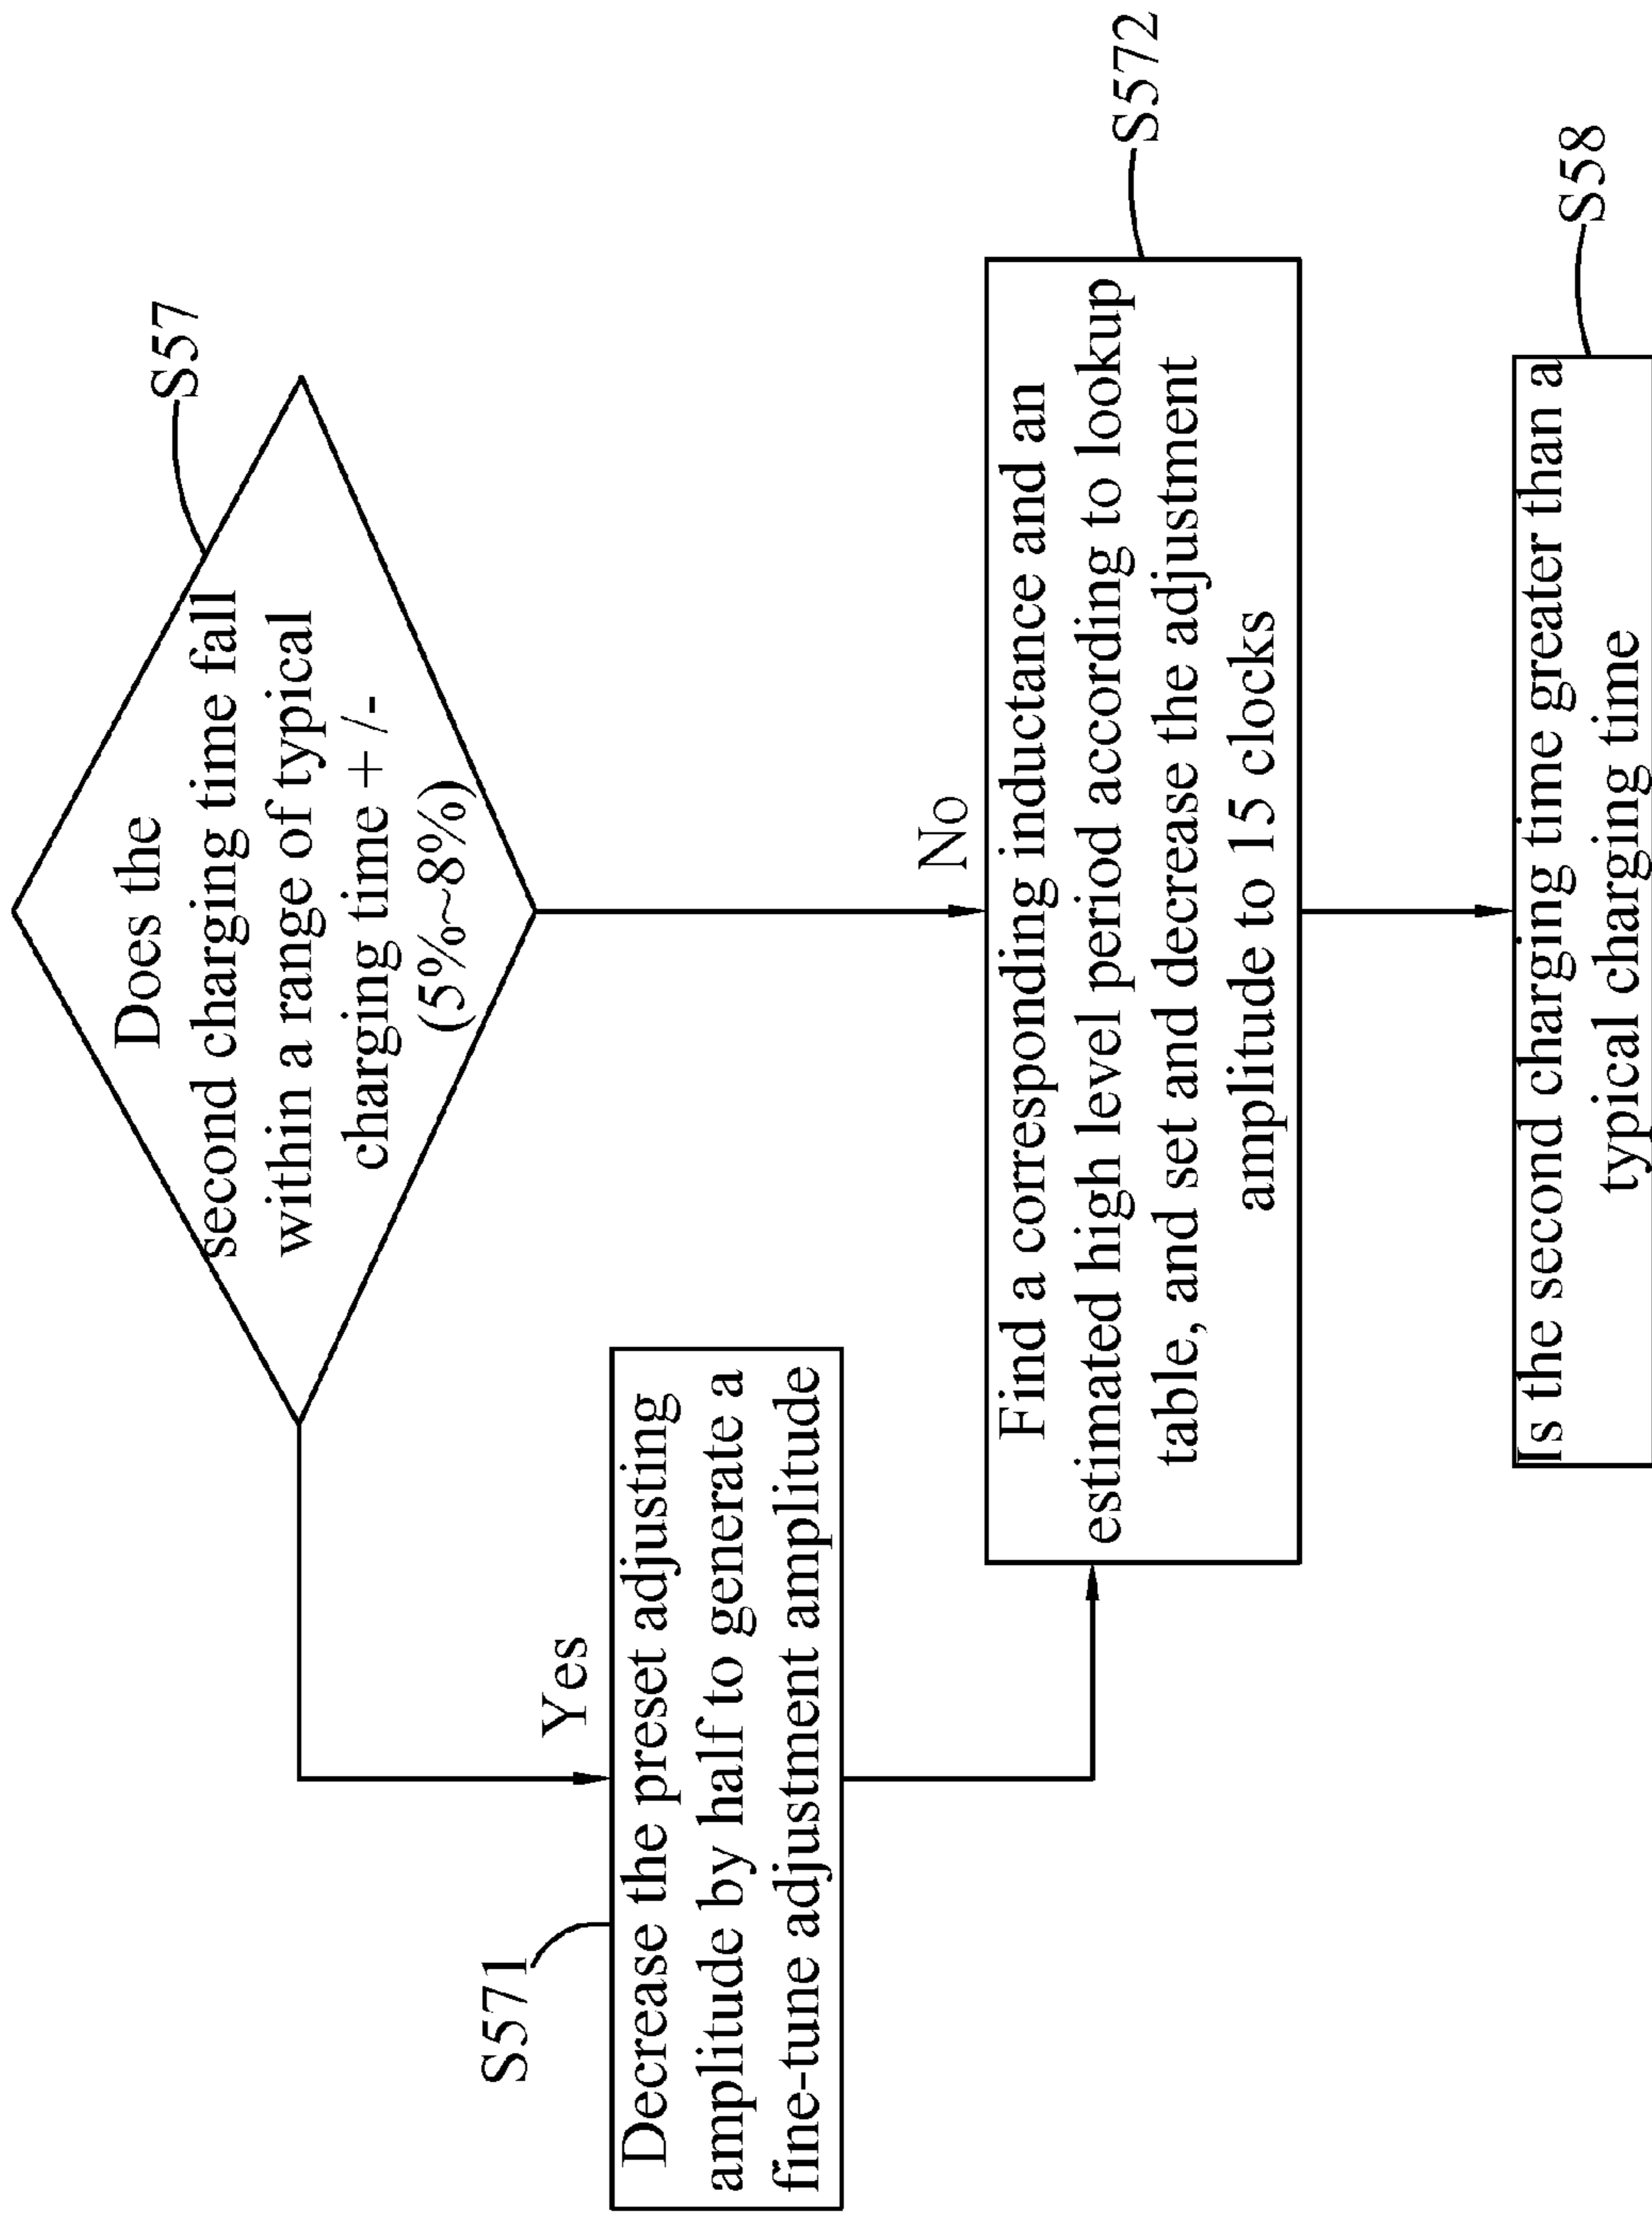 S57
Does the
second charging time fall
within a range of typical
charging time +/-
(5%~8%)
Yes
No
S571
Decrease the preset adjusting
amplitude by half to generate a
fine-tune adjustment amplitude
S572
Find a corresponding inductance and an
estimated high level period according to lookup
table, and set and decrease the adjustment
amplitude to 15 clocks
S58
Is the second charging time greater than a
typical charging time